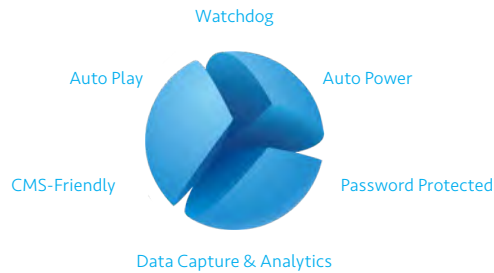 Watchdog
Auto Play
Auto Power
CMS-Friendly
Password Protected
Data Capture & Analytics